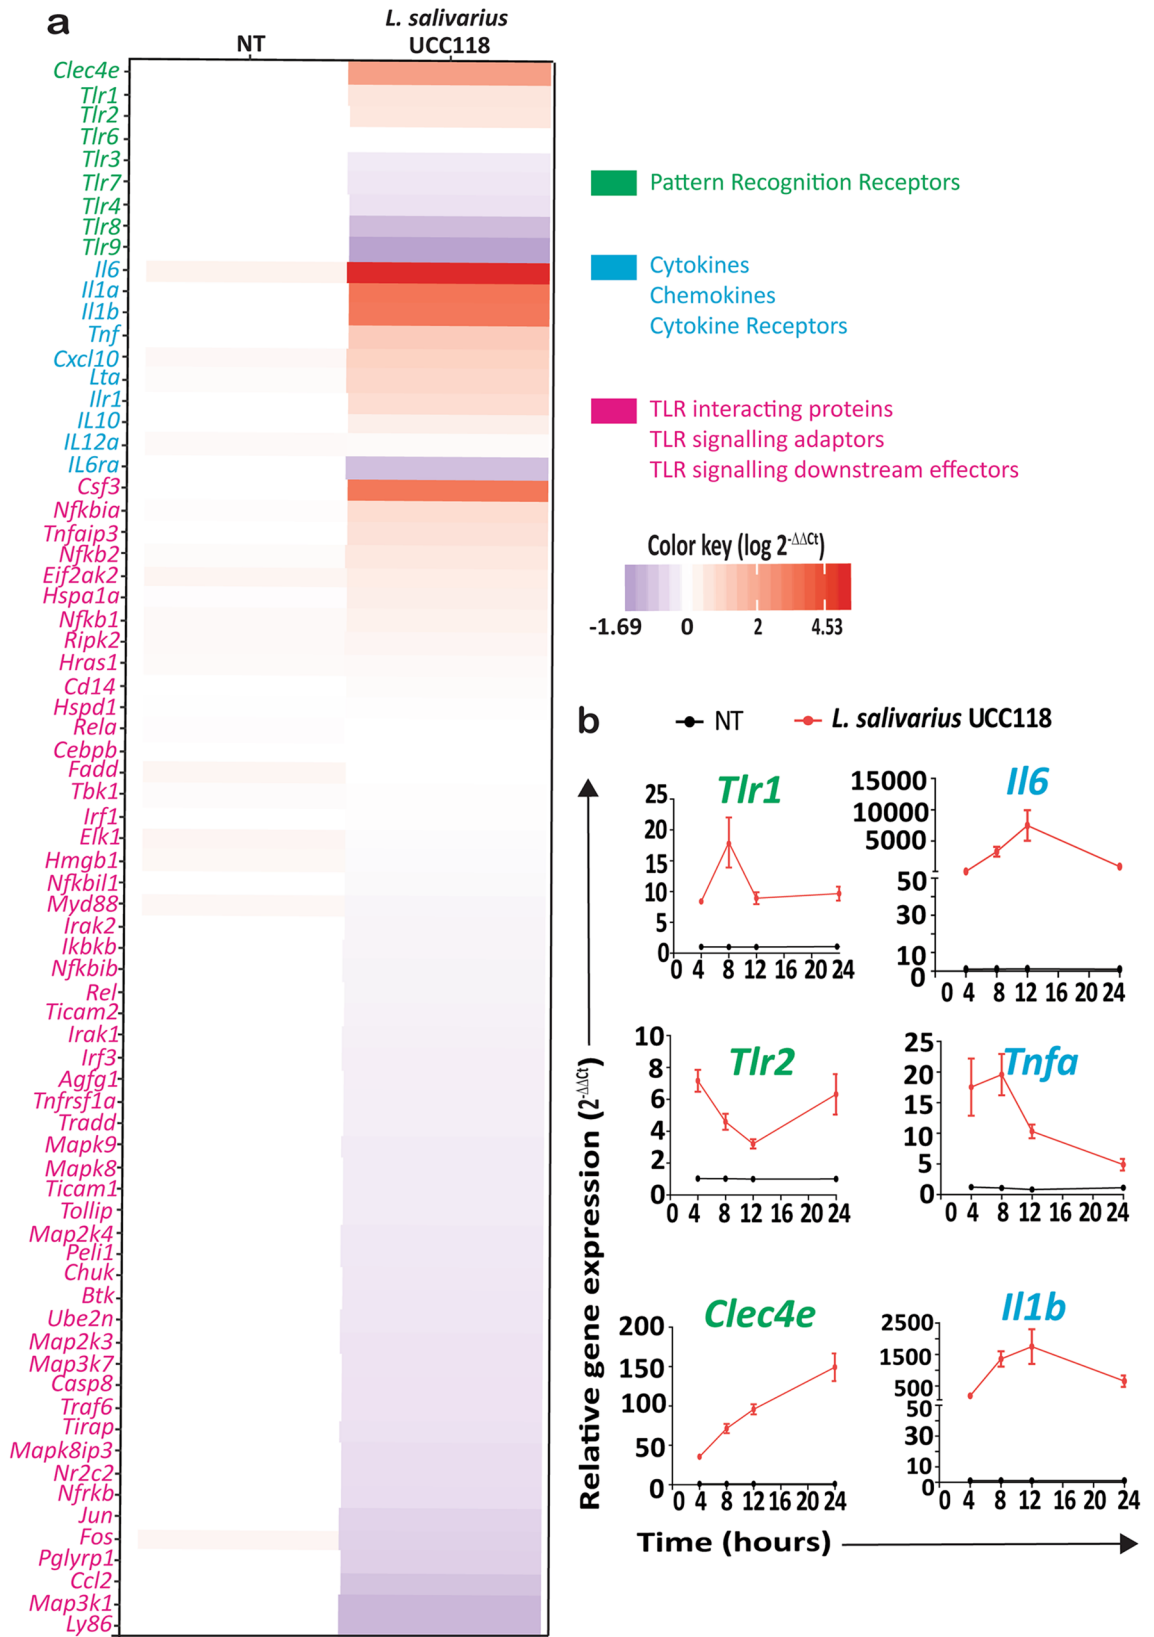 a
NT
L. salivarius
UCC118
Clec4e
Tlr1
Tlr2
Tlr6
Tlr3
Tlr7
Tlr4
Tlr8
Tlr9
Il6
Il1a
Il1b
Tnf
Cxcl10
Lta
Ilr1
IL10
IL12a
IL6ra
Csf3
Nfkbia
Tnfaip3
Nfkb2
Eif2ak2
Hspa1a
Nfkb1
Ripk2
Hras1
Cd14
Hspd1
Rela
Cebpb
Fadd
Tbk1
Irf1
Elk1
Hmgb1
Nfkbil1
Myd88
Irak2
Ikbkb
Nfkbib
Rel
Ticam2
Irak1
Irf3
Agfg1
Tnfrsf1a
Tradd
Mapk9
Mapk8
Ticam1
Tollip
Map2k4
Peli1
Chuk
Btk
Ube2n
Map2k3
Map3k7
Casp8
Traf6
Tirap
Mapk8ip3
Nr2c2
Nfrkb
Jun
Fos
Pglyrp1
Ccl2
Map3k1
Ly86
Pattern Recognition Receptors
Cytokines
Chemokines
Cytokine Receptors
TLR interacting proteins
TLR signalling adaptors
TLR signalling downstream effectors
Color key (log 2-ΔΔCt)
-1.69 0 2 4.53
b
NT
L. salivarius UCC118
Relative gene expression (2-ΔΔCt)
Tlr1
25
20
15
10
5
0
0 4 8 12 16 20 24
Il6
15000
10000
5000
50
30
10
0
0 4 8 12 16 20 24
Tlr2
10
8
6
4
2
0
0 4 8 12 16 20 24
Tnfa
25
20
15
10
5
0
0 4 8 12 16 20 24
Clec4e
200
150
100
50
0
0 4 8 12 16 20 24
Il1b
2500
1500
500
50
30
10
0
0 4 8 12 16 20 24
Time (hours)